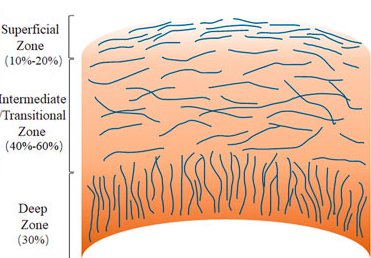 Superficial
Zone
(10%-20%)
Intermediate
/Transitional
Zone
(40%-60%)
Deep
Zone
(30%)